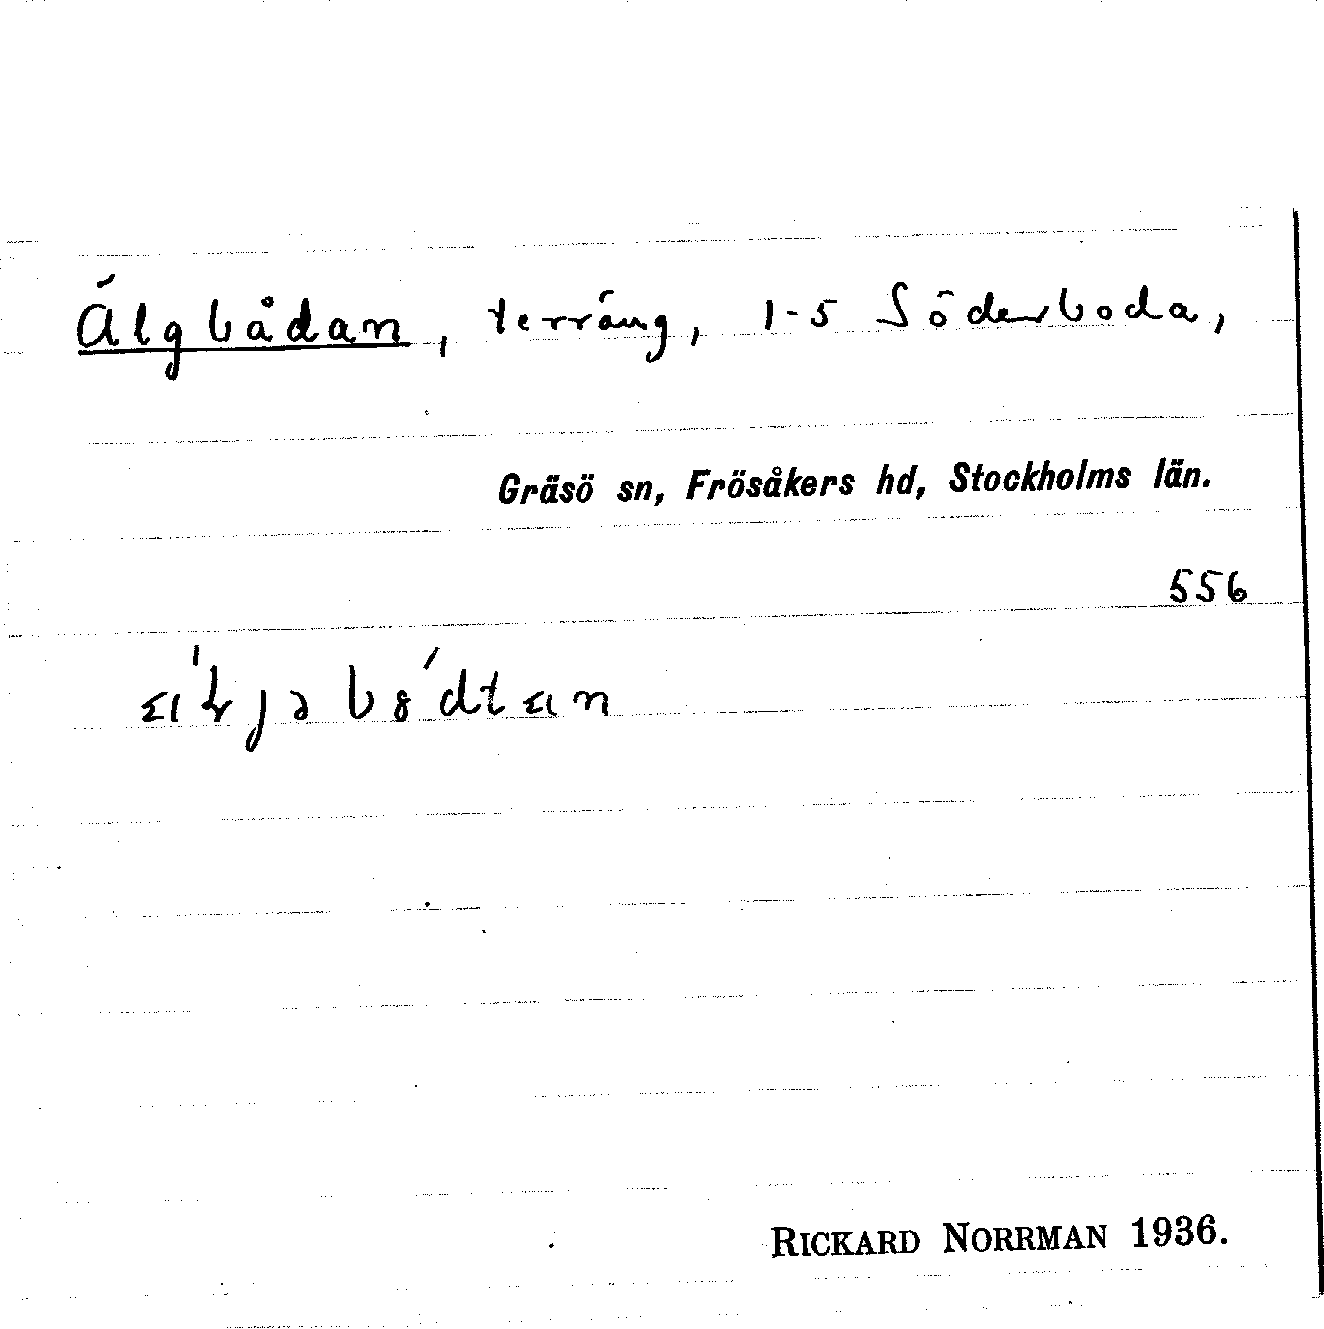 Älgbådan, terräng, 1-5 Söderboda,
Gräsö sn, Frösåkers hd, Stockholms län.
556
RICKARD NORRMAN 1936.